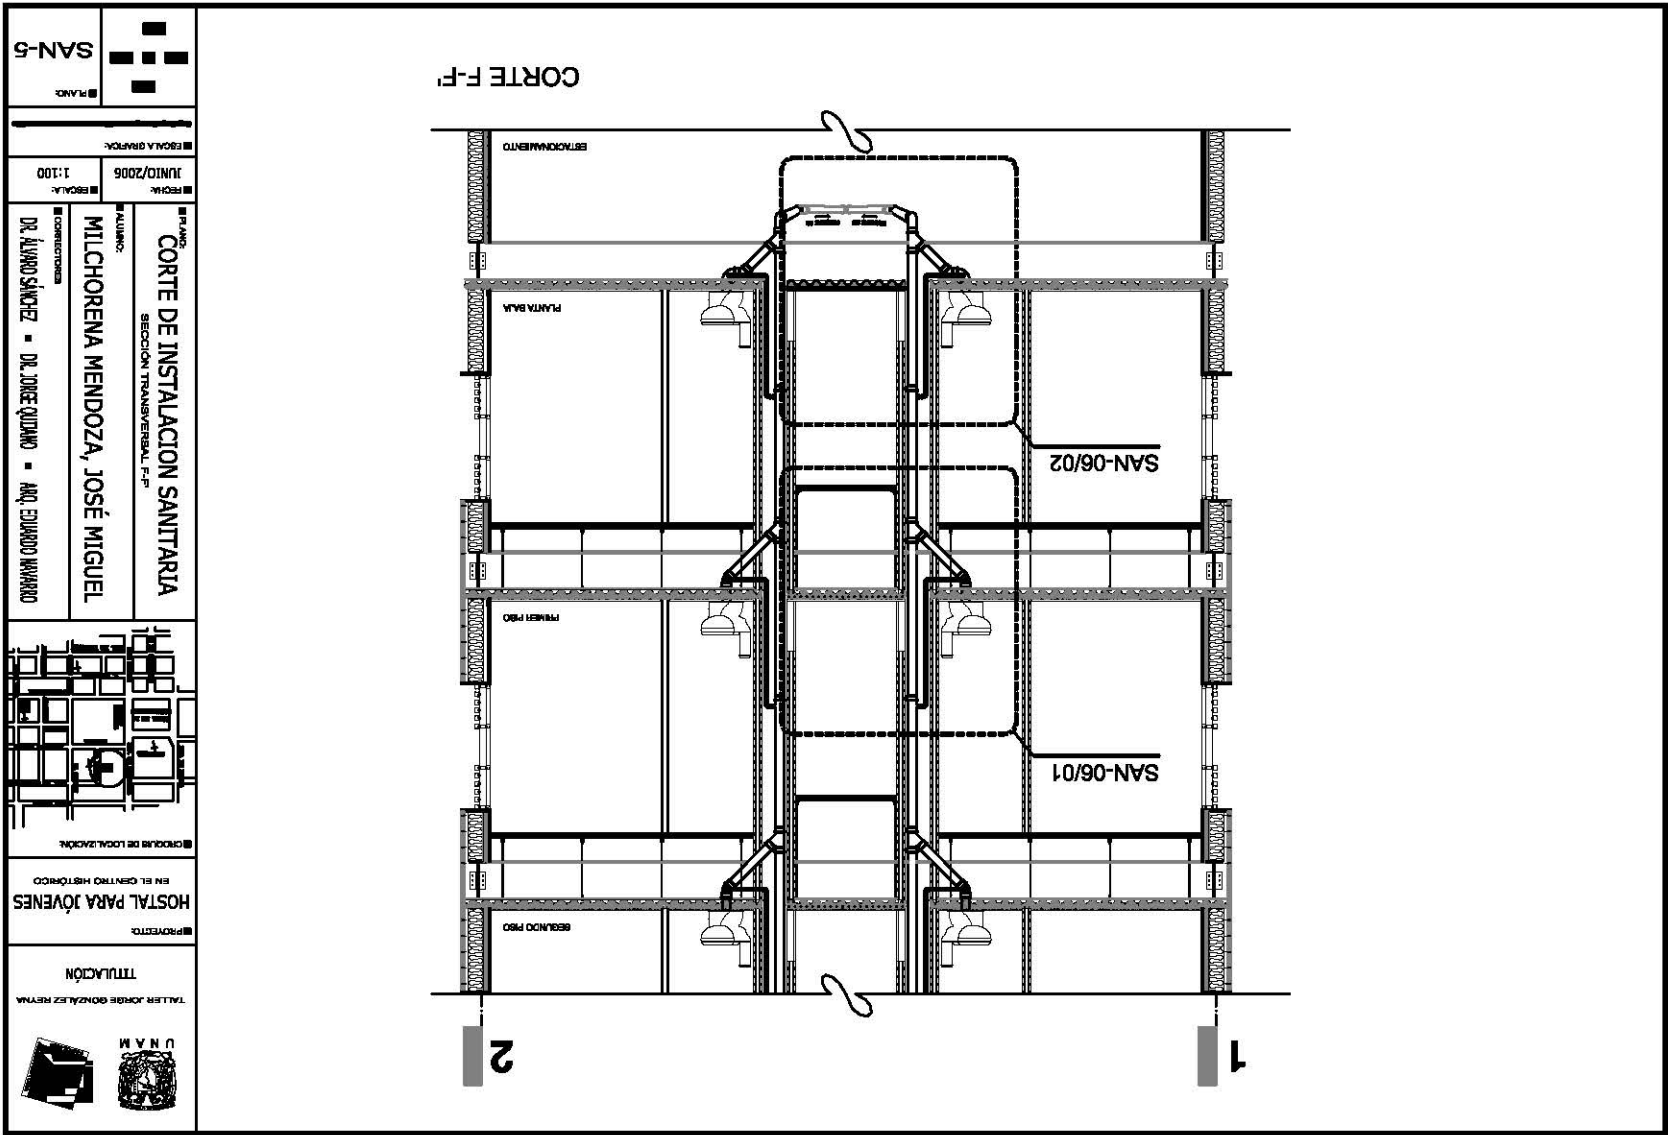 UNAM
TALLER JORGE GONZÁLEZ REYNA
TITULACIÓN
PROYECTO:
HOSTAL PARA JÓVENES
EN EL CENTRO HISTÓRICO
CROQUIS DE LOCALIZACIÓN:
PLANO:
CORTE DE INSTALACION SANITARIA
SECCIÓN TRANSVERSAL F-F'
ALUMNO:
MILCHORENA MENDOZA, JOSÉ MIGUEL
CORRECTORES
DR. ÁLVARO SÁNCHEZ ▪ DR. JORGE QUIJANO ▪ ARQ. EDUARDO NAVARRO
FECHA:
JUNIO/2006
ESCALA:
1:100
ESCALA GRAFICA:
PLANO:
SAN-5
1
2
SEGUNDO PISO
SAN-06/01
PRIMER PISO
SAN-06/02
PLANTA BAJA
ESTACIONAMIENTO
CORTE F-F'